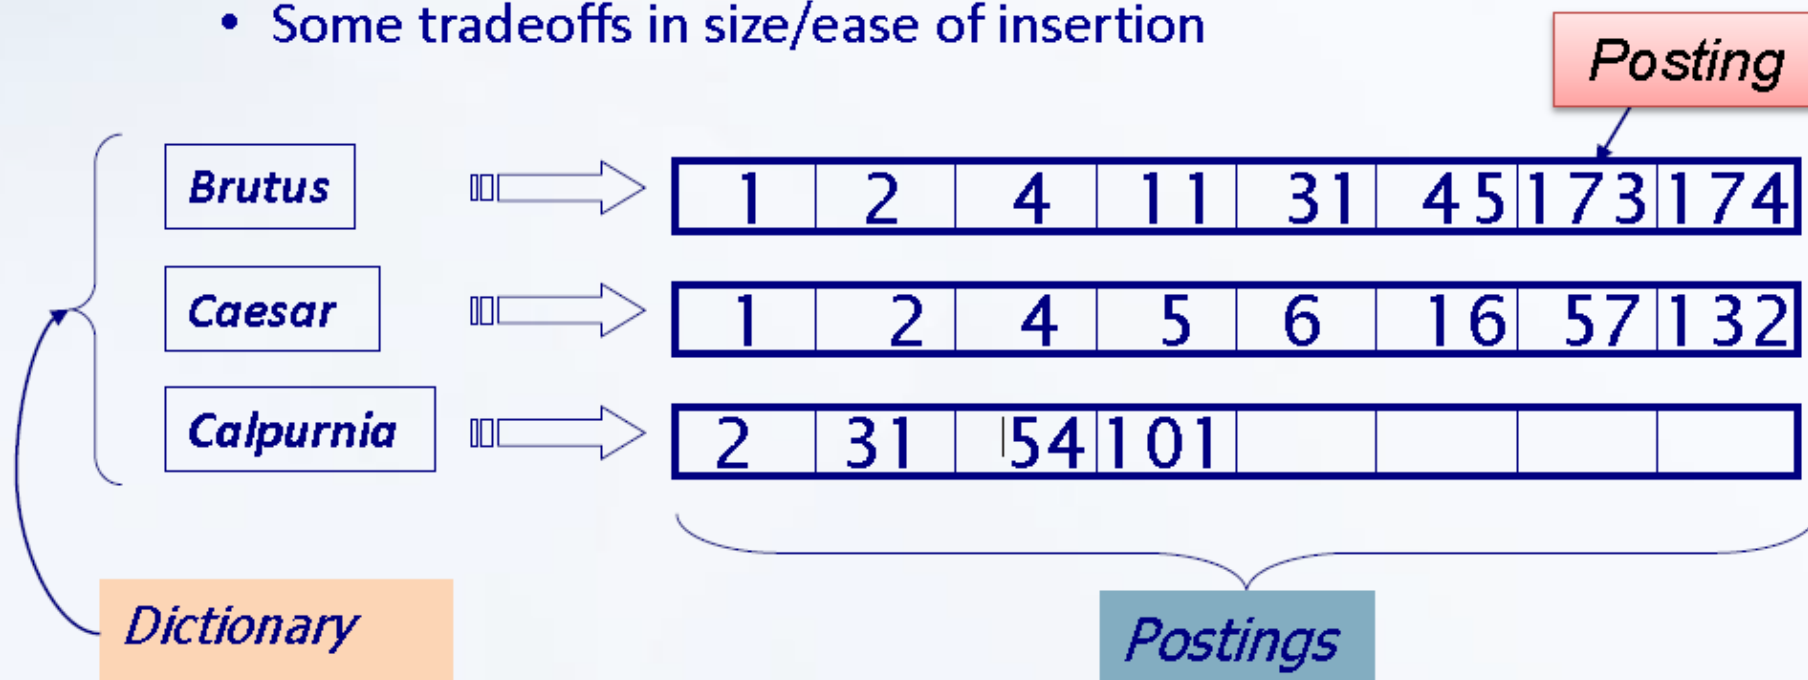 • Some tradeoffs in size/ease of insertion
Posting
Brutus 1 2 4 11 31 45 173 174
Caesar 1 2 4 5 6 16 57 132
Calpurnia 2 31 54 101
Dictionary
Postings